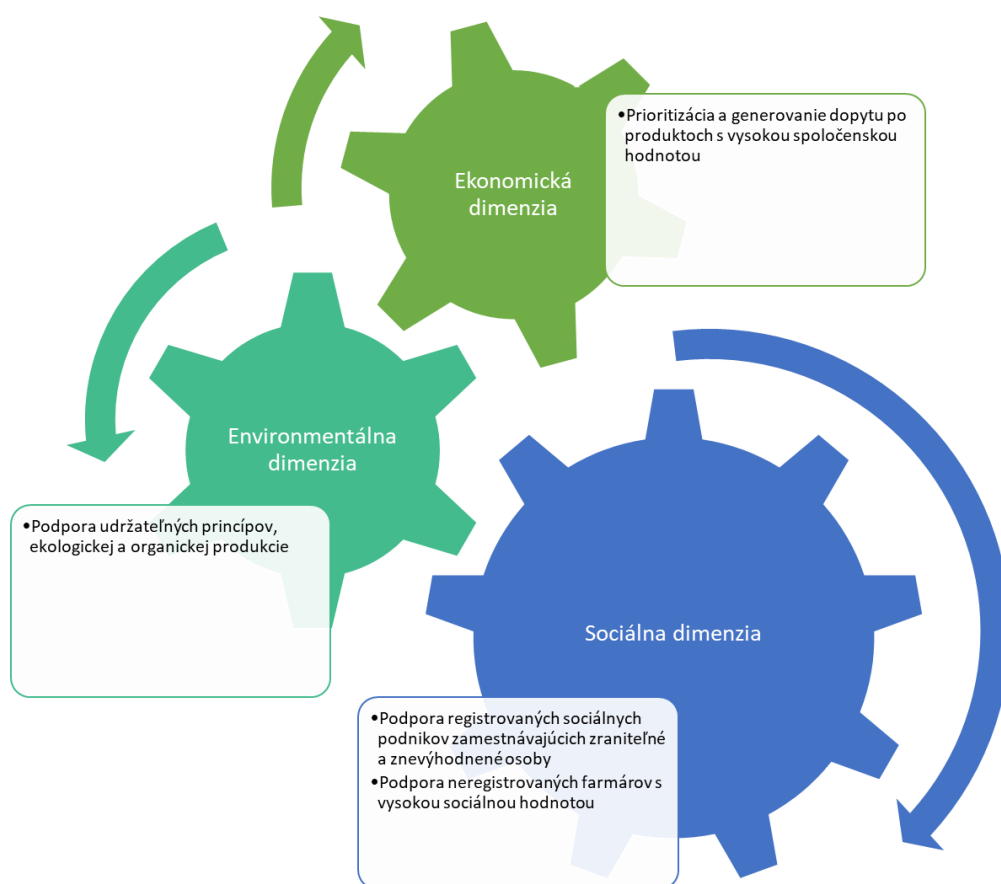 Ekonomická
dimenzia
•Prioritizácia a generovanie dopytu po
produktoch s vysokou spoločenskou
hodnotou
Environmentálna
dimenzia
•Podpora udržateľných princípov,
ekologickej a organickej produkcie
Sociálna dimenzia
•Podpora registrovaných sociálnych
podnikov zamestnávajúcich zraniteľné
a znevýhodnené osoby
•Podpora neregistrovaných farmárov s
vysokou sociálnou hodnotou